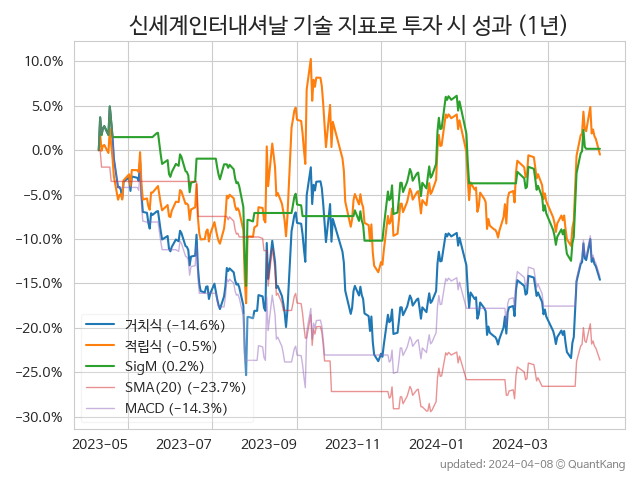 신세계인터내셔날 기술 지표로 투자 시 성과 (1년)
10.0%
5.0%
0.0%
−5.0%
−10.0%
−15.0%
−20.0%
−25.0%
−30.0%
거치식 (−14.6%)
적립식 (−0.5%)
SigM (0.2%)
SMA(20) (−23.7%)
MACD (−14.3%)
2023-05
2023-07
2023-09
2023-11
2024-01
2024-03
updated: 2024-04-08 © QuantKang